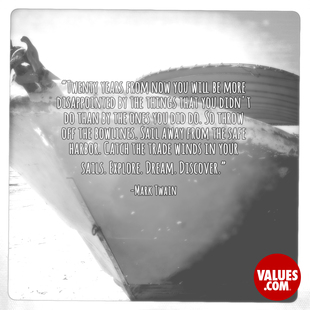 "Twenty years from now you will be more
disappointed by the things that you didn't
do than by the ones you did do. So throw
off the bowlines. Sail away from the safe
harbor. Catch the trade winds in your
sails. Explore. Dream. Discover."
-Mark Twain
VALUES
.COM